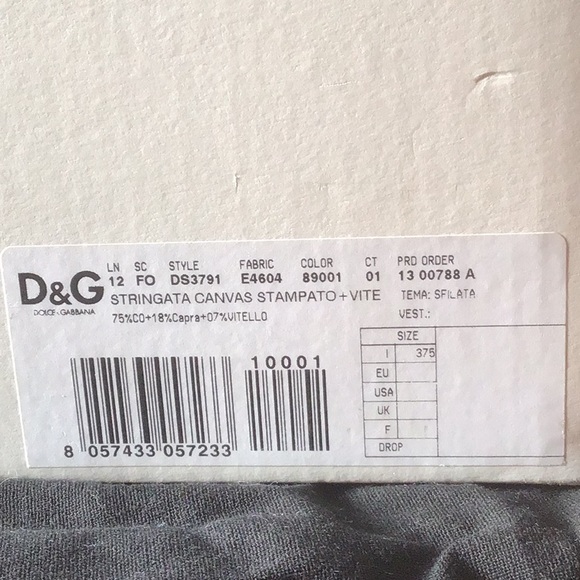 D&G
DOLCE & GABBANA
LN SC STYLE FABRIC COLOR CT PRD ORDER
12 FO DS3791 E4604 89001 01 13 00788 A
STRINGATA CANVAS STAMPATO+VITE TEMA: SFILATA
75%CO+18%Capra+07%VITELLO VEST.:
SIZE
I 375
EU
USA
UK
F
DROP
10001
8 057433 057233